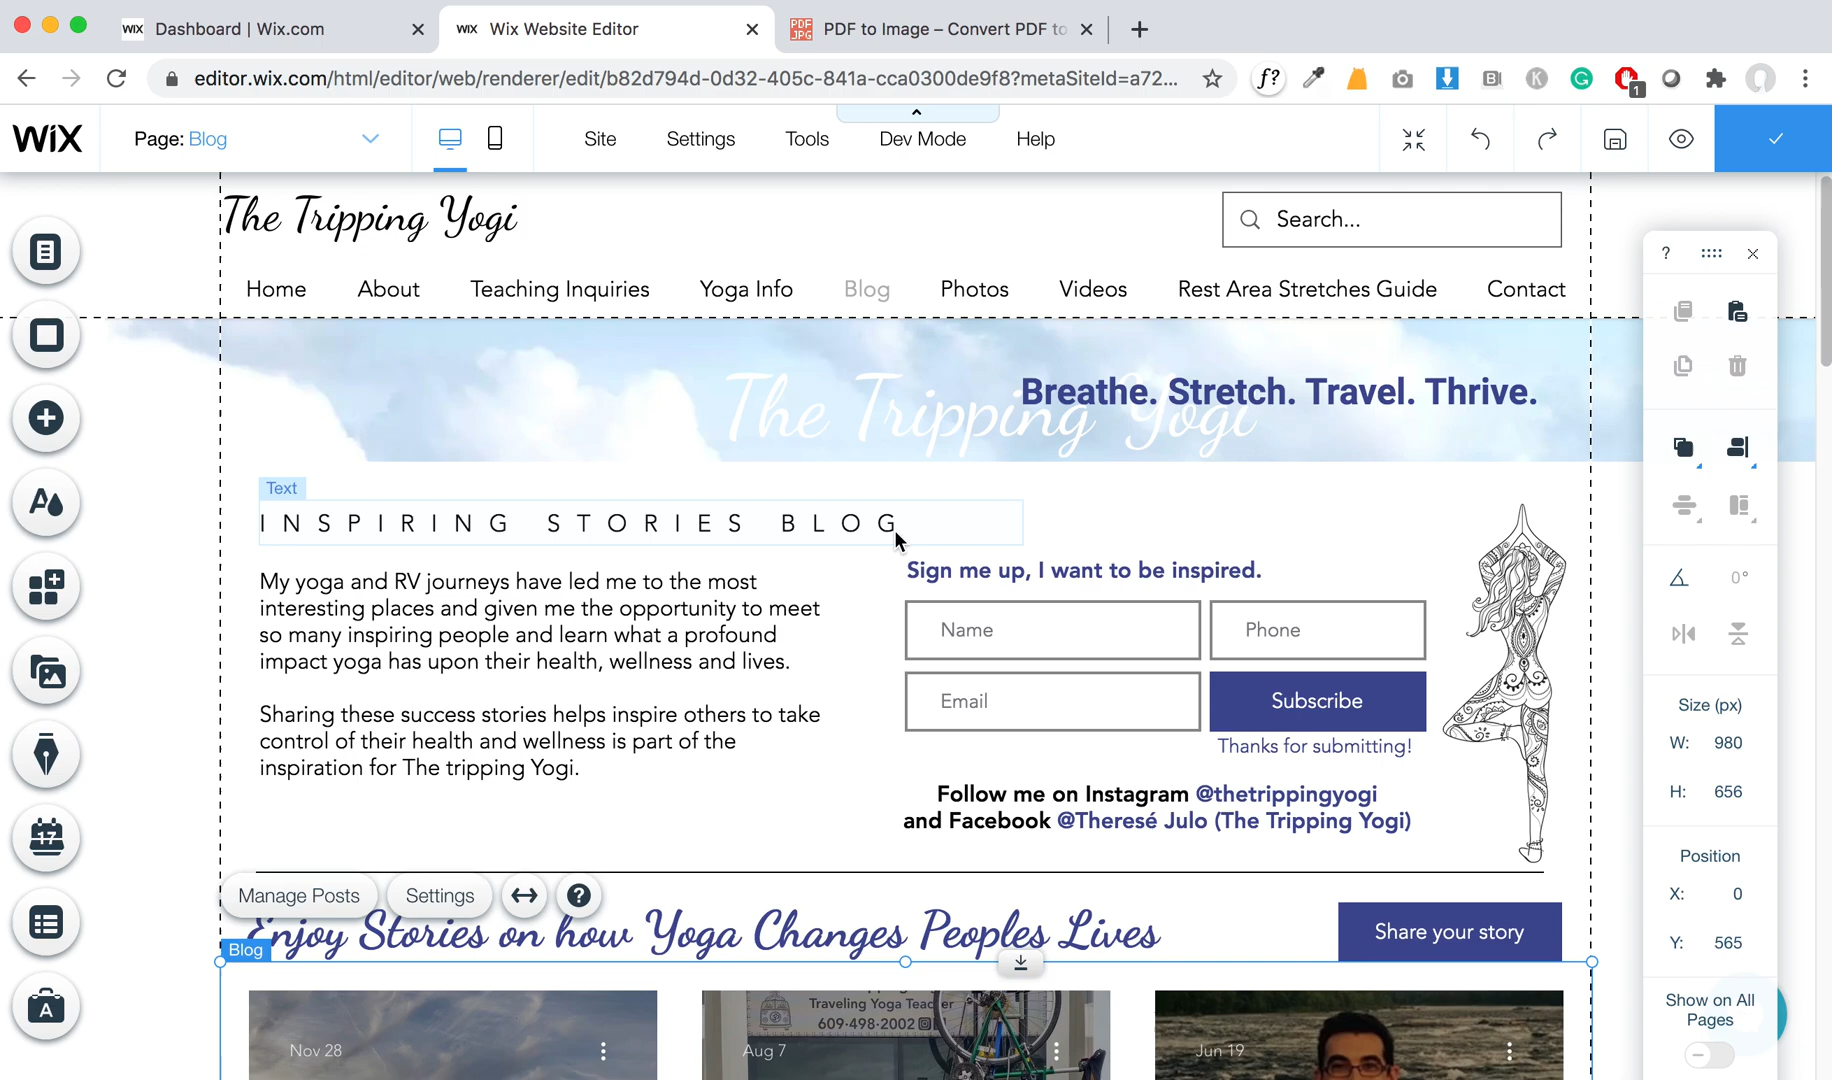 WIX Dashboard | Wix.com
WIX Wix Website Editor
PDF JPG PDF to Image – Convert PDF to
editor.wix.com/html/editor/web/renderer/edit/b82d794d-0d32-405c-841a-cca0300de9f8?metaSiteId=a72...
f?
1
WIX Page: Blog
Site Settings Tools Dev Mode Help
The Tripping Yogi
Search...
Home About Teaching Inquiries Yoga Info Blog Photos Videos Rest Area Stretches Guide Contact
The Tripping Yogi
Breathe. Stretch. Travel. Thrive.
Text
INSPIRING STORIES BLOG
My yoga and RV journeys have led me to the most
interesting places and given me the opportunity to meet
so many inspiring people and learn what a profound
impact yoga has upon their health, wellness and lives.
Sharing these success stories helps inspire others to take
control of their health and wellness is part of the
inspiration for The tripping Yogi.
Sign me up, I want to be inspired.
Name Phone
Email Subscribe
Thanks for submitting!
Follow me on Instagram @thetrippingyogi
and Facebook @Theresé Julo (The Tripping Yogi)
Manage Posts Settings ?
Enjoy Stories on how Yoga Changes Peoples Lives
Share your story
Blog
Traveling Yoga Teacher
609·498·2002
Nov 28
Aug 7
Jun 19
17
A
?
0°
Size (px)
W: 980
H: 656
Position
X: 0
Y: 565
Show on All
Pages